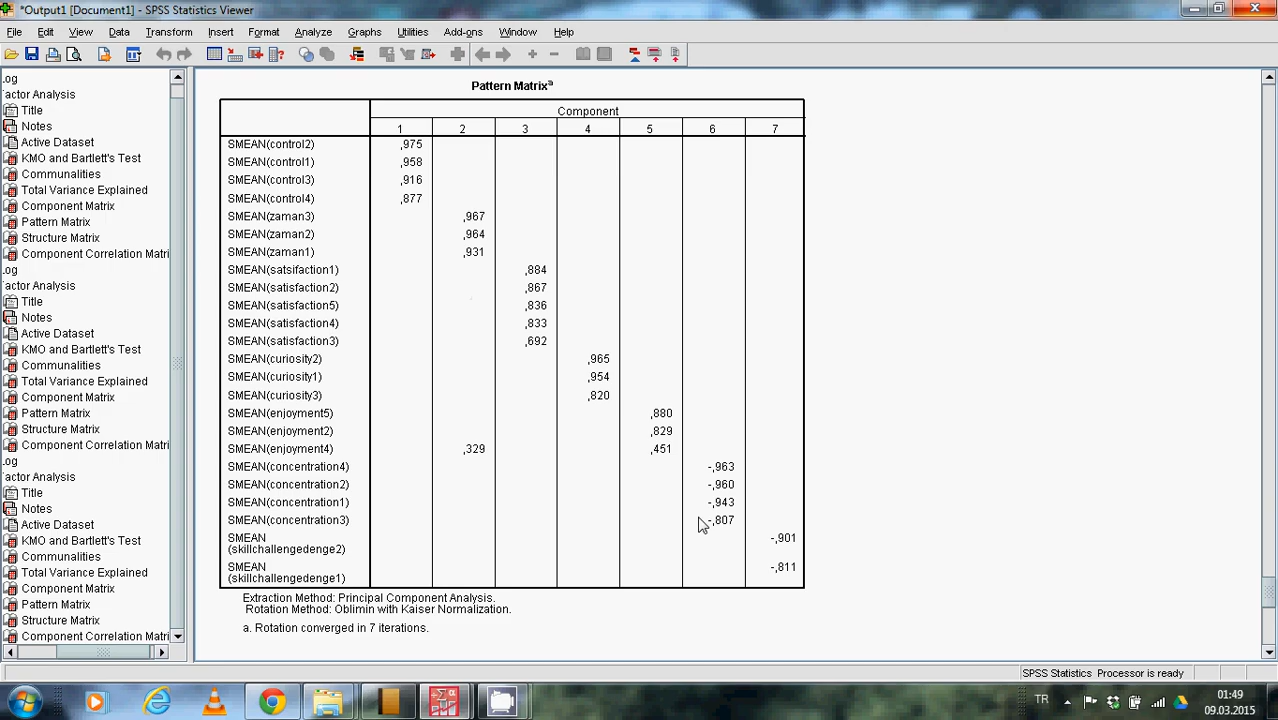 *Output1 [Document1] - SPSS Statistics Viewer
File Edit View Data Transform Insert Format Analyze Graphs Utilities Add-ons Window Help
.og
actor Analysis
Title
Notes
Active Dataset
KMO and Bartlett's Test
Communalities
Total Variance Explained
Component Matrix
Pattern Matrix
Structure Matrix
Component Correlation Matri
.og
actor Analysis
Title
Notes
Active Dataset
KMO and Bartlett's Test
Communalities
Total Variance Explained
Component Matrix
Pattern Matrix
Structure Matrix
Component Correlation Matri
.og
actor Analysis
Title
Notes
Active Dataset
KMO and Bartlett's Test
Communalities
Total Variance Explained
Component Matrix
Pattern Matrix
Structure Matrix
Component Correlation Matri
Pattern Matrixa
Component
1 2 3 4 5 6 7
SMEAN(control2) ,975
SMEAN(control1) ,958
SMEAN(control3) ,916
SMEAN(control4) ,877
SMEAN(zaman3) ,967
SMEAN(zaman2) ,964
SMEAN(zaman1) ,931
SMEAN(satsifaction1) ,884
SMEAN(satisfaction2) ,867
SMEAN(satisfaction5) ,836
SMEAN(satisfaction4) ,833
SMEAN(satisfaction3) ,692
SMEAN(curiosity2) ,965
SMEAN(curiosity1) ,954
SMEAN(curiosity3) ,820
SMEAN(enjoyment5) ,880
SMEAN(enjoyment2) ,829
SMEAN(enjoyment4) ,329 ,451
SMEAN(concentration4) -,963
SMEAN(concentration2) -,960
SMEAN(concentration1) -,943
SMEAN(concentration3) -,807
SMEAN -,901
(skillchallengedenge2)
SMEAN -,811
(skillchallengedenge1)
Extraction Method: Principal Component Analysis.
Rotation Method: Oblimin with Kaiser Normalization.
a. Rotation converged in 7 iterations.
SPSS Statistics Processor is ready
TR
01:49
09.03.2015